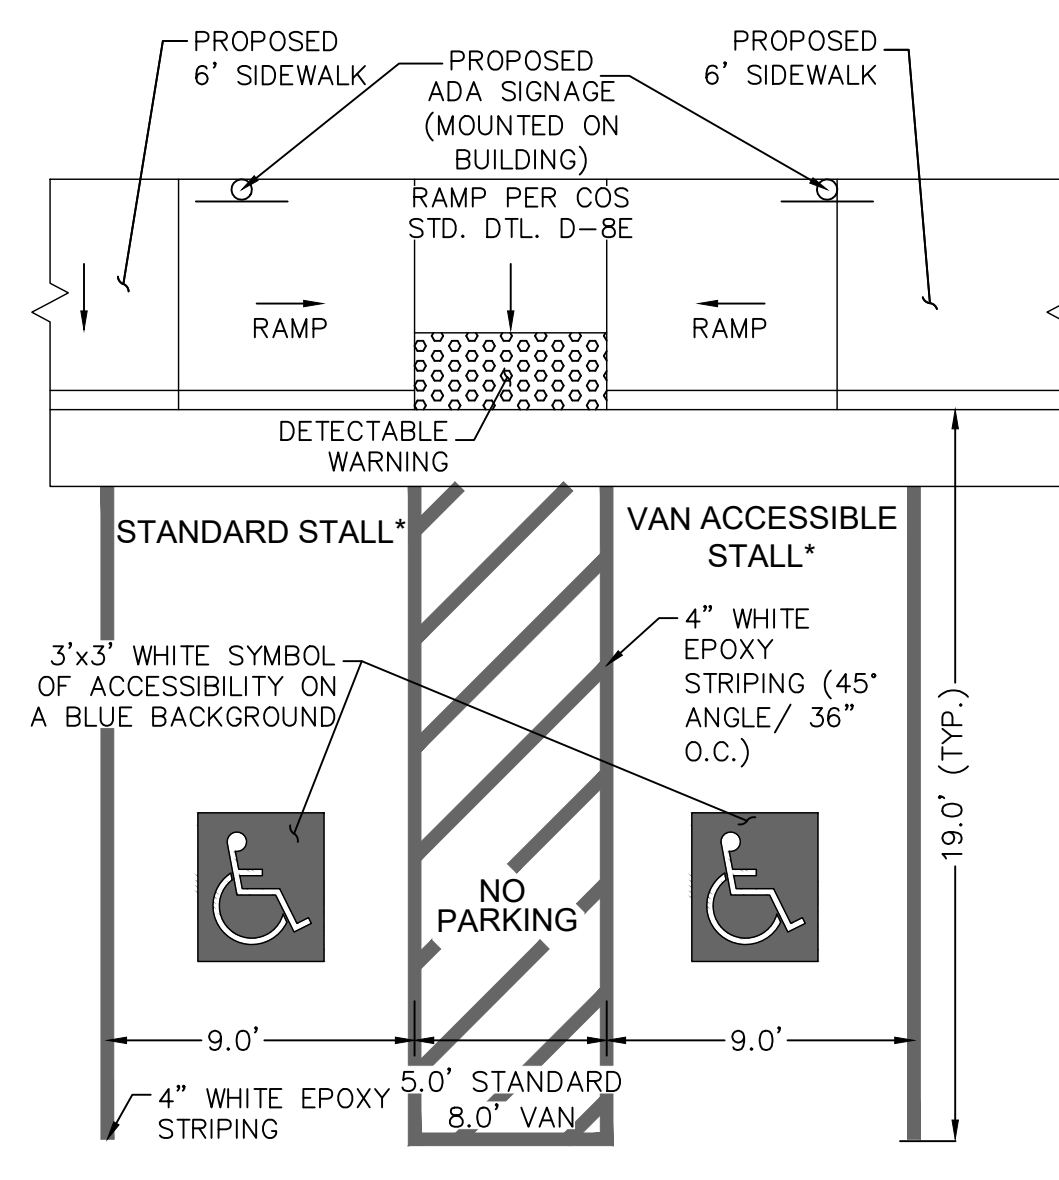 PROPOSED
6' SIDEWALK
PROPOSED
ADA SIGNAGE
(MOUNTED ON
BUILDING)
PROPOSED
6' SIDEWALK
RAMP PER COS
STD. DTL. D-8E
RAMP
RAMP
DETECTABLE
WARNING
STANDARD STALL*
VAN ACCESSIBLE
STALL*
3'x3' WHITE SYMBOL
OF ACCESSIBILITY ON
A BLUE BACKGROUND
4" WHITE
EPOXY
STRIPING (45°
ANGLE/ 36"
O.C.)
19.0' (TYP.)
NO
PARKING
9.0'
9.0'
5.0' STANDARD
8.0' VAN
4" WHITE EPOXY
STRIPING